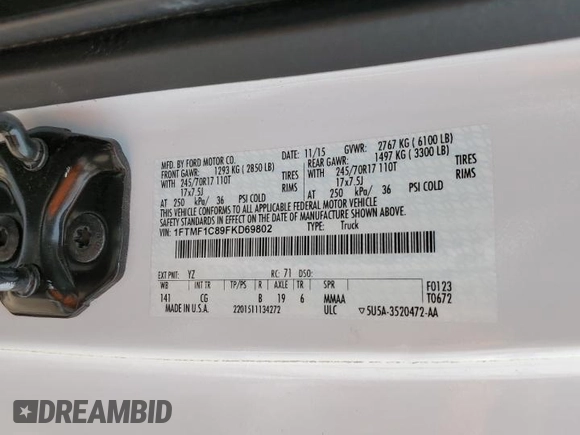 MFD. BY FORD MOTOR CO.
DATE: 11/15 GVWR: 2767 KG ( 6100 LB)
FRONT GAWR: 1293 KG ( 2850 LB)
REAR GAWR: 1497 KG ( 3300 LB)
WITH 245/70R17 110T TIRES
WITH 245/70R17 110T TIRES
17x7.5J RIMS
17x7.5J RIMS
AT 250 kPa/ 36 PSI COLD
AT 250 kPa/ 36 PSI COLD
THIS VEHICLE CONFORMS TO ALL APPLICABLE FEDERAL MOTOR VEHICLE
SAFETY STANDARDS IN EFFECT ON THE DATE OF MANUFACTURE SHOWN ABOVE.
VIN: 1FTMF1C89FKD69802
TYPE: Truck
EXT PNT: YZ RC: 71 DSO:
WB INT TR TP/PS R AXLE TR SPR F0123
141 CG B 19 6 MMAA T0672
MADE IN U.S.A. 2201511134272 ULC ▽5U5A-3520472-AA
DREAMBID